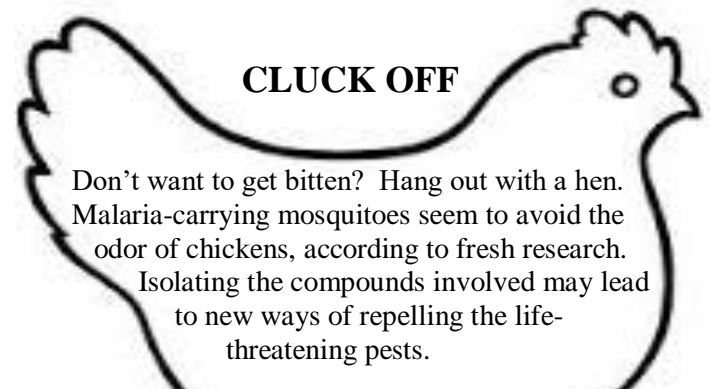 CLUCK OFF
Don’t want to get bitten?  Hang out with a hen.
Malaria-carrying mosquitoes seem to avoid the
odor of chickens, according to fresh research.
Isolating the compounds involved may lead
to new ways of repelling the life-
threatening pests.